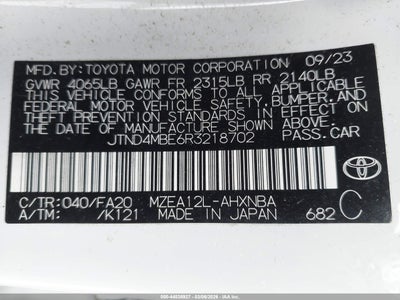 MFD. BY: TOYOTA MOTOR CORPORATION 09/23
GVWR 4065LB GAWR FR 2315LB RR 2140LB
THIS VEHICLE CONFORMS TO ALL APPLICABLE
FEDERAL MOTOR VEHICLE SAFETY, BUMPER, AND
THEFT PREVENTION STANDARDS IN EFFECT ON
THE DATE OF MANUFACTURE SHOWN ABOVE.
JTND4MBE6R3218702 PASS.CAR
C/TR: 040/FA20 MZEA12L-AHXNBA
A/TM: /K121 MADE IN JAPAN 682 C
TOYOTA